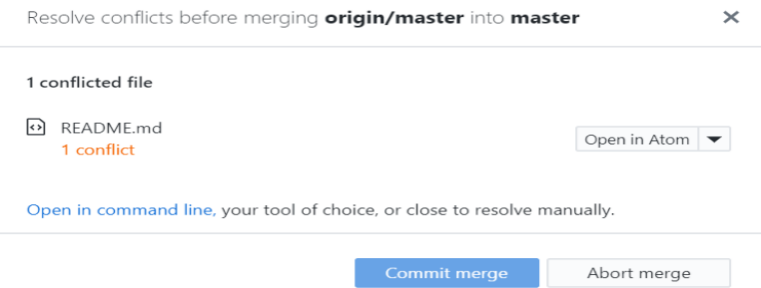 Resolve conflicts before merging origin/master into master
1 conflicted file
README.md
1 conflict
Open in Atom
Open in command line, your tool of choice, or close to resolve manually.
Commit merge
Abort merge